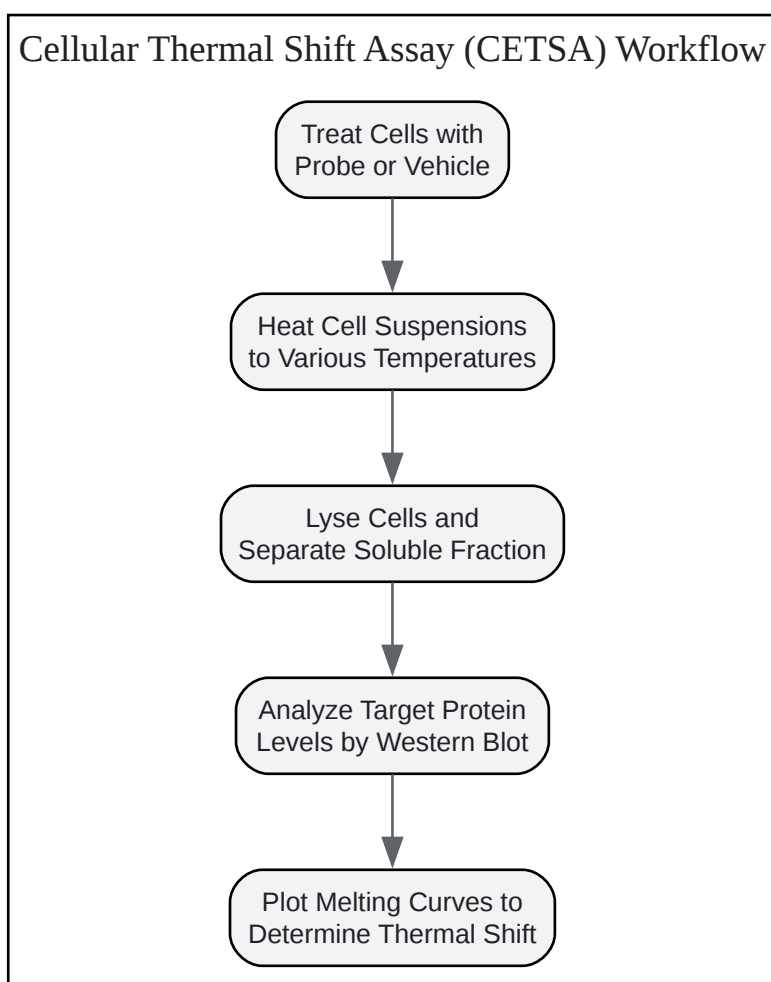 Cellular Thermal Shift Assay (CETSA) Workflow
Treat Cells with
Probe or Vehicle
Heat Cell Suspensions
to Various Temperatures
Lyse Cells and
Separate Soluble Fraction
Analyze Target Protein
Levels by Western Blot
Plot Melting Curves to
Determine Thermal Shift